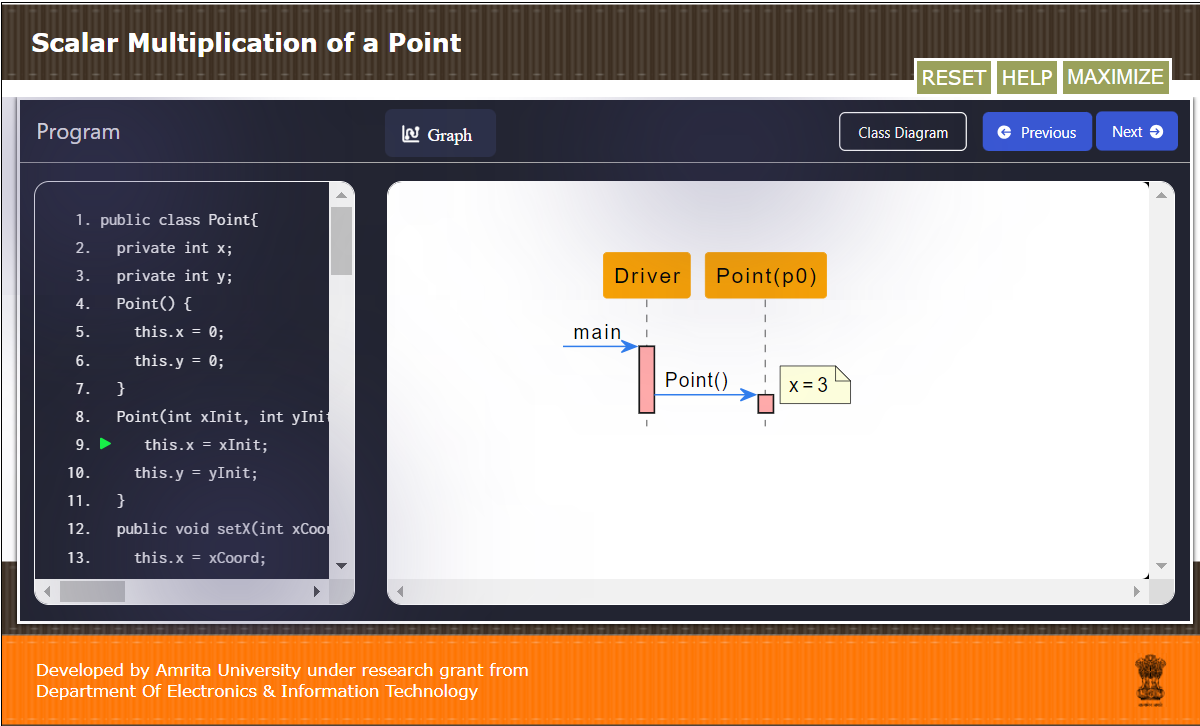 Scalar Multiplication of a Point
RESET HELP MAXIMIZE
Program
Graph
Class Diagram
Previous
Next
1. public class Point{
2. private int x;
3. private int y;
4. Point() {
5. this.x = 0;
6. this.y = 0;
7. }
8. Point(int xInit, int yInit
9. this.x = xInit;
10. this.y = yInit;
11. }
12. public void setX(int xCoor
13. this.x = xCoord;
Driver
Point(p0)
main
Point()
x = 3
Developed by Amrita University under research grant from
Department Of Electronics & Information Technology